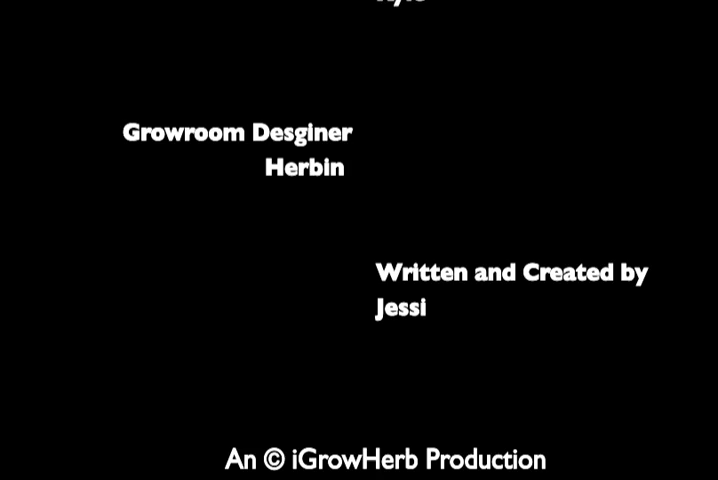 Growroom Desginer
Herbin
Written and Created by
Jessi
An © iGrowHerb Production